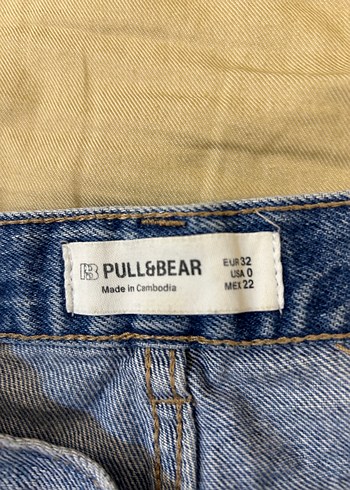 PULL&BEAR
Made in Cambodia
EUR 32
USA 0
MEX 22